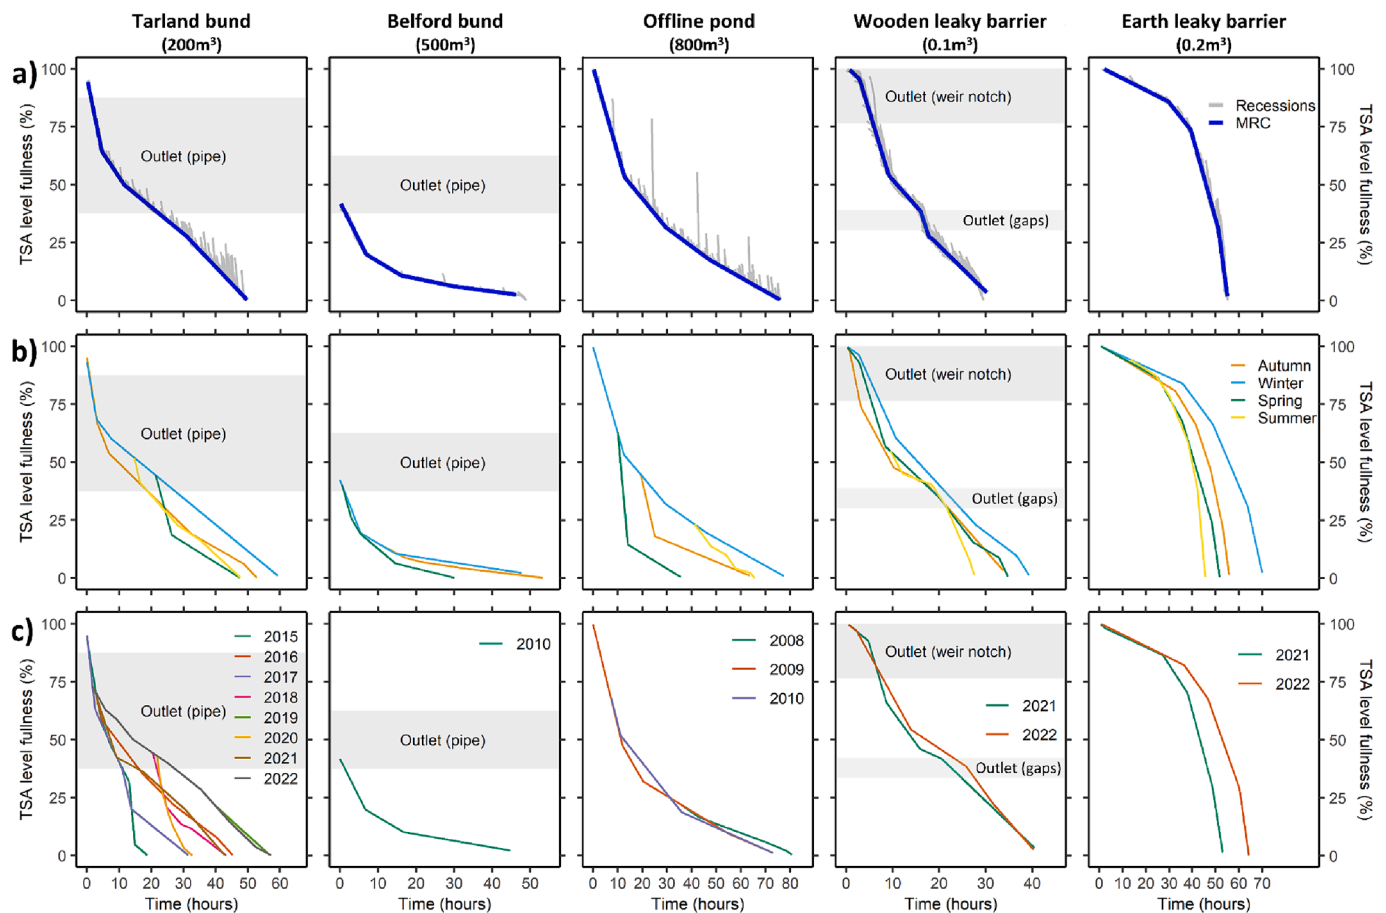 Tarland bund Belford bund Offline pond Wooden leaky barrier Earth leaky barrier
(200m³) (500m³) (800m³) (0.1m³) (0.2m³)
a)
TSA level fullness (%)
100
75
50
25
0
Outlet (pipe)
Outlet (pipe)
Outlet (weir notch)
Outlet (gaps)
Recessions
MRC
100
75
50
25
0
TSA level fullness (%)
b)
TSA level fullness (%)
100
75
50
25
0
Outlet (pipe)
Outlet (pipe)
Outlet (weir notch)
Outlet (gaps)
Autumn
Winter
Spring
Summer
100
75
50
25
0
TSA level fullness (%)
c)
TSA level fullness (%)
100
75
50
25
0
Outlet (pipe)
2015
2016
2017
2018
2019
2020
2021
2022
2010
Outlet (pipe)
2008
2009
2010
Outlet (weir notch)
2021
2022
Outlet (gaps)
2021
2022
100
75
50
25
0
TSA level fullness (%)
0 10 20 30 40 50 60
0 10 20 30 40 50
0 10 20 30 40 50 60 70 80
0 10 20 30 40
0 10 20 30 40 50 60 70
Time (hours) Time (hours) Time (hours) Time (hours) Time (hours)